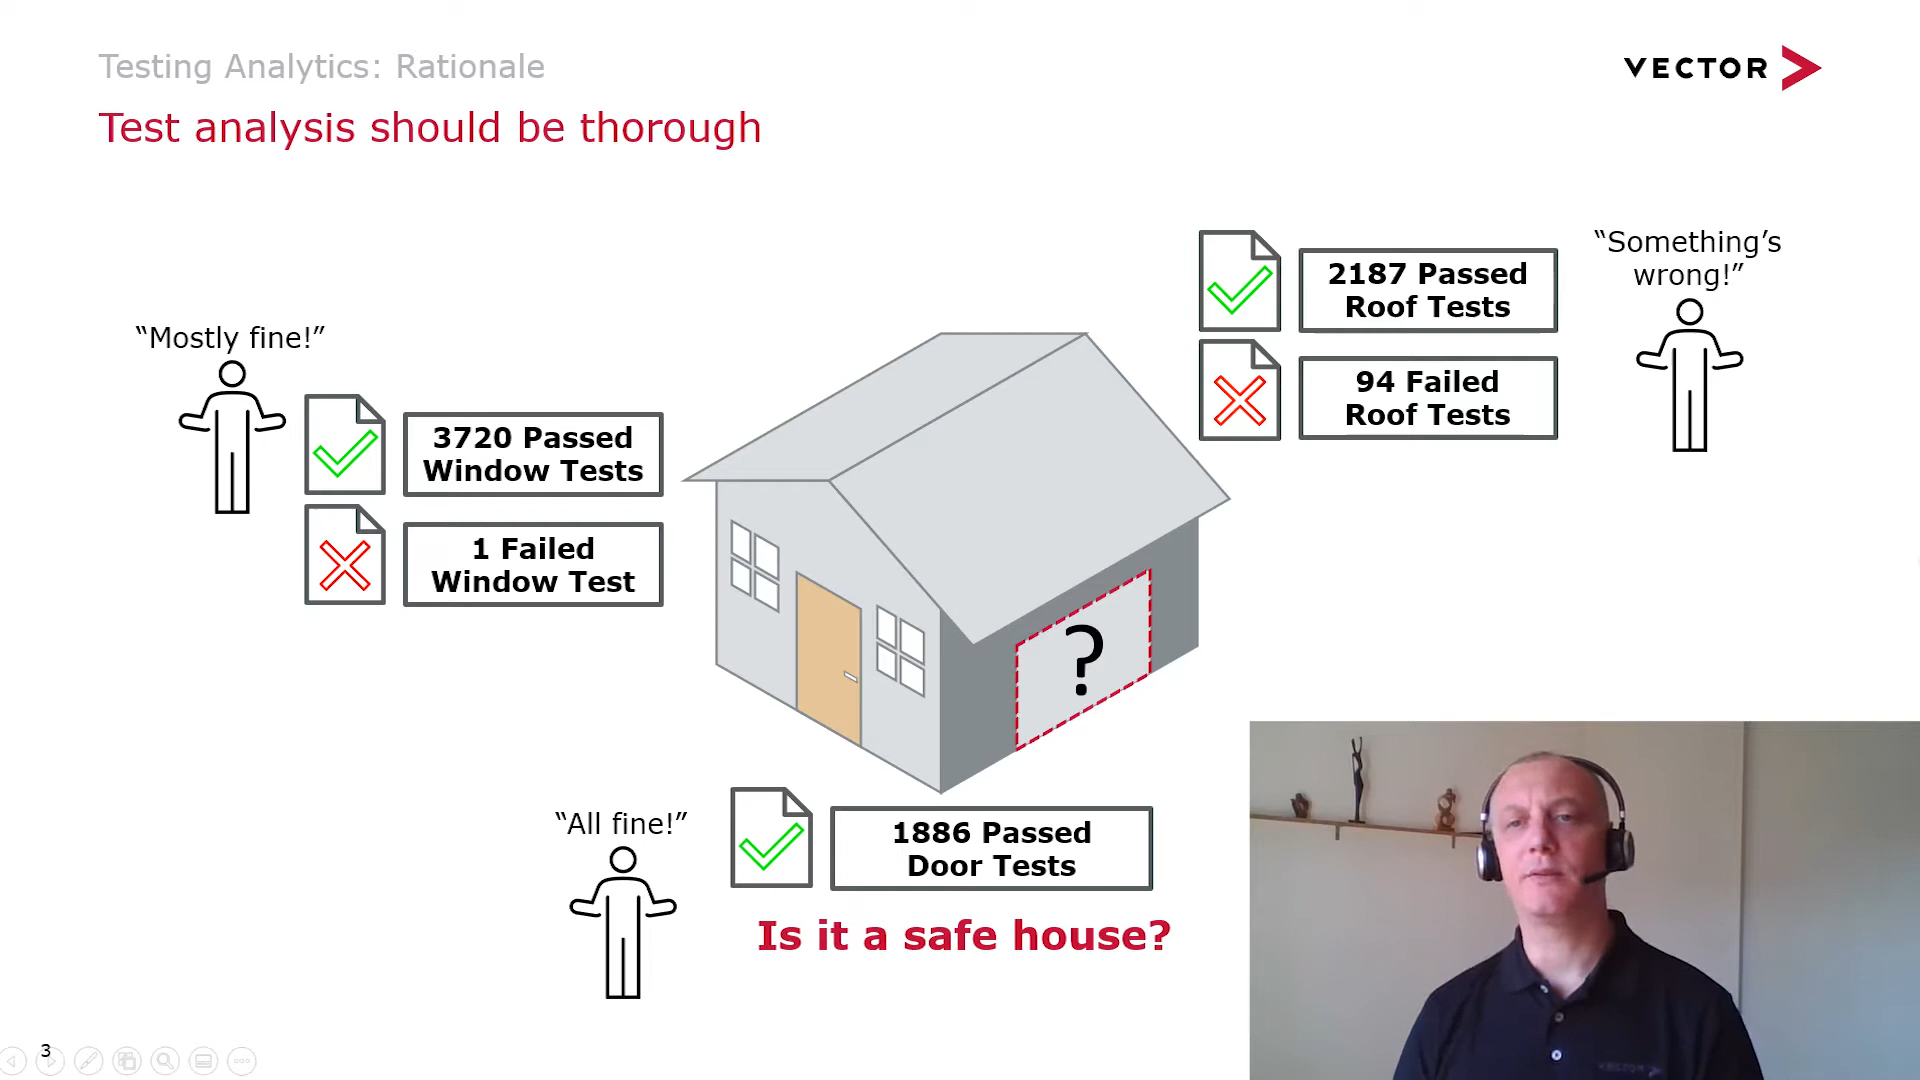 Testing Analytics: Rationale
VECTOR
Test analysis should be thorough
“Something’s
wrong!”
2187 Passed
Roof Tests
94 Failed
Roof Tests
“Mostly fine!”
3720 Passed
Window Tests
1 Failed
Window Test
?
“All fine!”
1886 Passed
Door Tests
Is it a safe house?
3
VECTOR